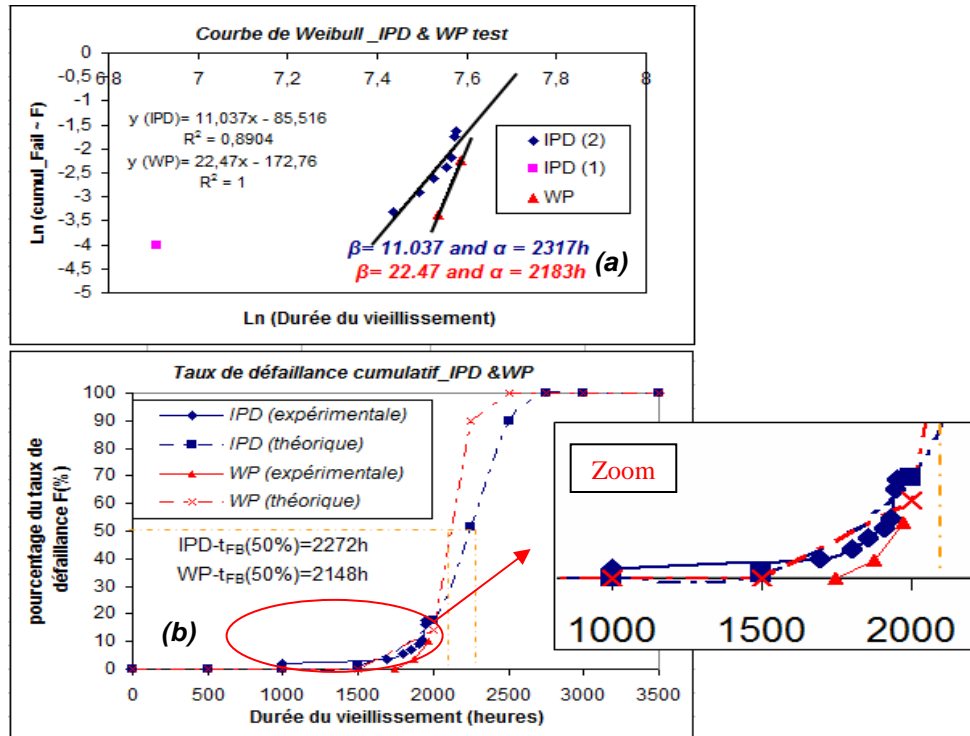 Courbe de Weibull _IPD & WP test
0
-0,5
-1
-1,5
-2
-2,5
-3
-3,5
-4
-4,5
-5
6,8
7
7,2
7,4
7,6
7,8
8
Ln (cumul_Fail ~ F)
y (IPD)= 11,037x - 85,516
R² = 0,8904
y (WP)= 22,47x - 172,76
R² = 1
IPD (2)
IPD (1)
WP
β= 11.037 and α = 2317h
β= 22.47 and α = 2183h
(a)
Ln (Durée du vieillissement)
Taux de défaillance cumulatif_IPD &WP
pourcentage du taux de
défaillance F(%)
100
90
80
70
60
50
40
30
20
10
0
IPD (expérimentale)
IPD (théorique)
WP (expérimentale)
WP (théorique)
IPD-tFB(50%)=2272h
WP-tFB(50%)=2148h
(b)
0 500 1000 1500 2000 2500 3000 3500
Durée du vieillissement (heures)
Zoom
1000 1500 2000